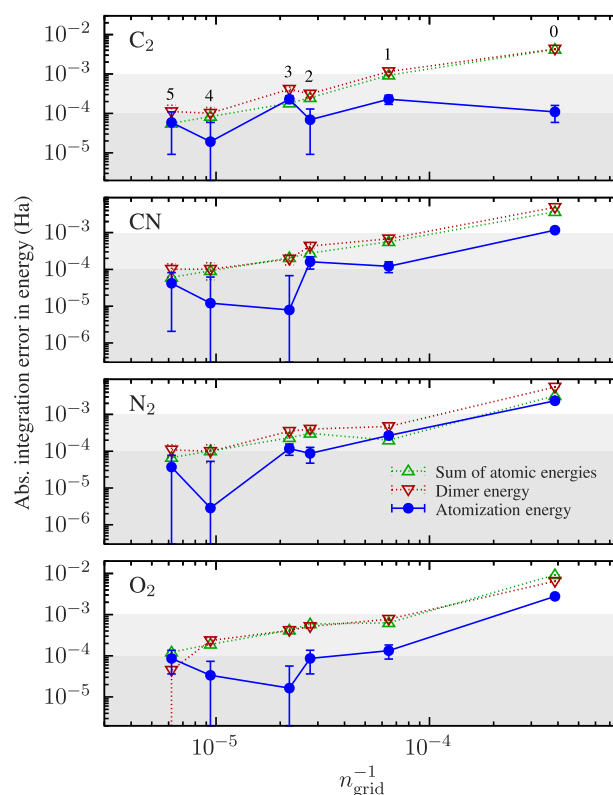 Abs. integration error in energy (Ha)
C₂
10⁻²
10⁻³
10⁻⁴
10⁻⁵
5 4 3 2 1 0
CN
10⁻³
10⁻⁴
10⁻⁵
10⁻⁶
N₂
10⁻³
10⁻⁴
10⁻⁵
10⁻⁶
Sum of atomic energies
Dimer energy
Atomization energy
O₂
10⁻²
10⁻³
10⁻⁴
10⁻⁵
10⁻⁵ 10⁻⁴
n⁻¹grid